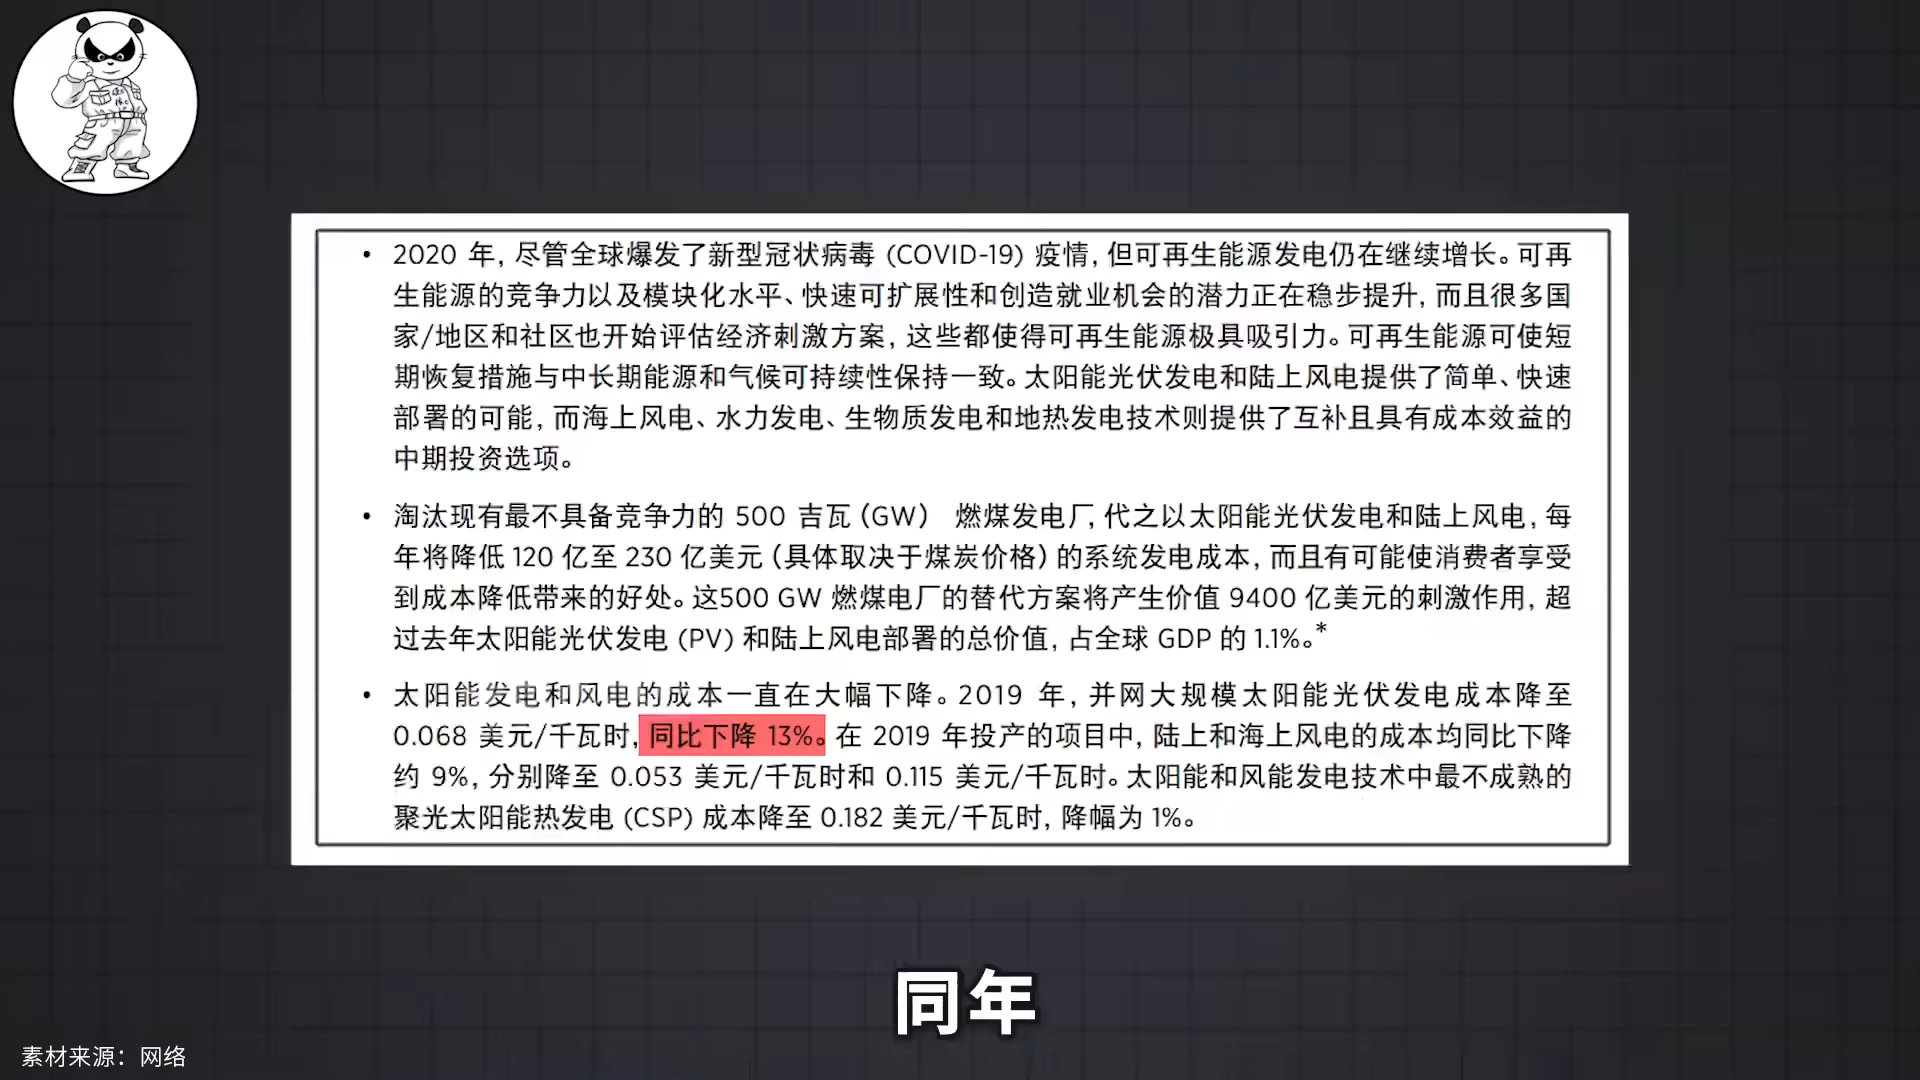 • 2020 年, 尽管全球爆发了新型冠状病毒 (COVID-19) 疫情, 但可再生能源发电仍在继续增长。可再
生能源的竞争力以及模块化水平、快速可扩展性和创造就业机会的潜力正在稳步提升, 而且很多国
家/地区和社区也开始评估经济刺激方案, 这些都使得可再生能源极具吸引力。可再生能源可使短
期恢复措施与中长期能源和气候可持续性保持一致。太阳能光伏发电和陆上风电提供了简单、快速
部署的可能, 而海上风电、水力发电、生物质发电和地热发电技术则提供了互补且具有成本效益的
中期投资选项。
• 淘汰现有最不具备竞争力的 500 吉瓦 (GW) 燃煤发电厂, 代之以太阳能光伏发电和陆上风电, 每
年将降低 120 亿至 230 亿美元 (具体取决于煤炭价格) 的系统发电成本, 而且有可能使消费者享受
到成本降低带来的好处。这500 GW 燃煤电厂的替代方案将产生价值 9400 亿美元的刺激作用, 超
过去年太阳能光伏发电 (PV) 和陆上风电部署的总价值, 占全球 GDP 的 1.1%。*
• 太阳能发电和风电的成本一直在大幅下降。2019 年, 并网大规模太阳能光伏发电成本降至
0.068 美元/千瓦时, 同比下降 13%。在 2019 年投产的项目中, 陆上和海上风电的成本均同比下降
约 9%, 分别降至 0.053 美元/千瓦时和 0.115 美元/千瓦时。太阳能和风能发电技术中最不成熟的
聚光太阳能热发电 (CSP) 成本降至 0.182 美元/千瓦时, 降幅为 1%。
同年
素材来源：网络